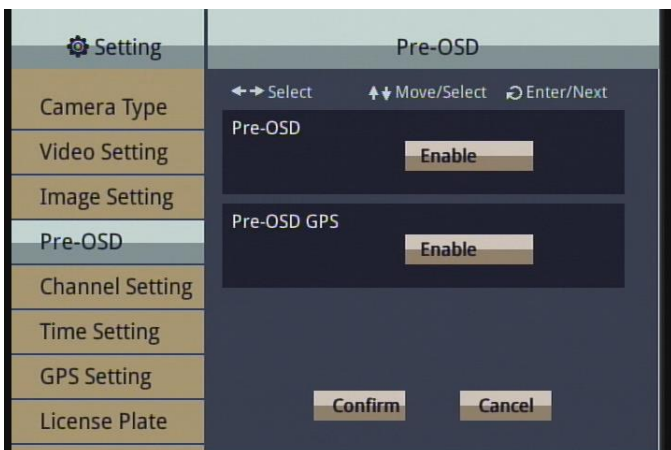 Setting
Pre-OSD
Select Move/Select Enter/Next
Camera Type
Video Setting
Image Setting
Pre-OSD
Channel Setting
Time Setting
GPS Setting
License Plate
Pre-OSD
Enable
Pre-OSD GPS
Enable
Confirm Cancel